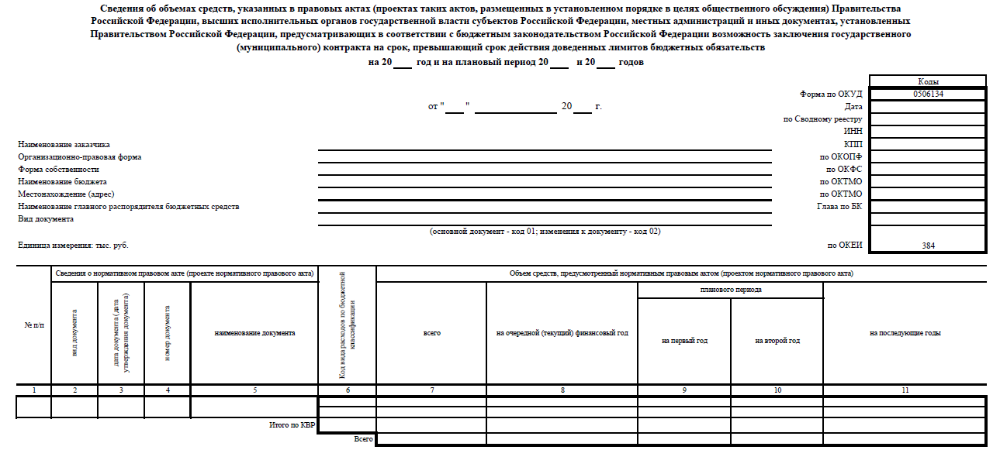 Сведения об объемах средств, указанных в правовых актах (проектах таких актов, размещенных в установленном порядке в целях общественного обсуждения) Правительства
Российской Федерации, высших исполнительных органов государственной власти субъектов Российской Федерации, местных администраций и иных документах, установленных
Правительством Российской Федерации, предусматривающих в соответствии с бюджетным законодательством Российской Федерации возможность заключения государственного
(муниципального) контракта на срок, превышающий срок действия доведенных лимитов бюджетных обязательств
на 20 ___ год и на плановый период 20 ___ и 20 ___ годов
Коды
Форма по ОКУД 0506134
от "___" ___________ 20 ___ г. Дата
по Сводному реестру
ИНН
Наименование заказчика КПП
Организационно-правовая форма по ОКОПФ
Форма собственности по ОКФС
Наименование бюджета по ОКТМО
Местонахождение (адрес) по ОКТМО
Наименование главного распорядителя бюджетных средств Глава по БК
Вид документа
(основной документ - код 01; изменения к документу - код 02)
Единица измерения: тыс. руб. по ОКЕИ 384
№ п/п
Сведения о нормативном правовом акте (проекте нормативного правового акта)
вид документа
дата документа (дата
утверждения документа)
номер документа
наименование документа
Код вида расходов по бюджетной
классификации
Объем средств, предусмотренный нормативным правовым актом (проектом нормативного правового акта)
всего
на очередной (текущий) финансовый год
планового периода
на первый год
на второй год
на последующие годы
1 2 3 4 5 6 7 8 9 10 11
Итого по КВР
Всего